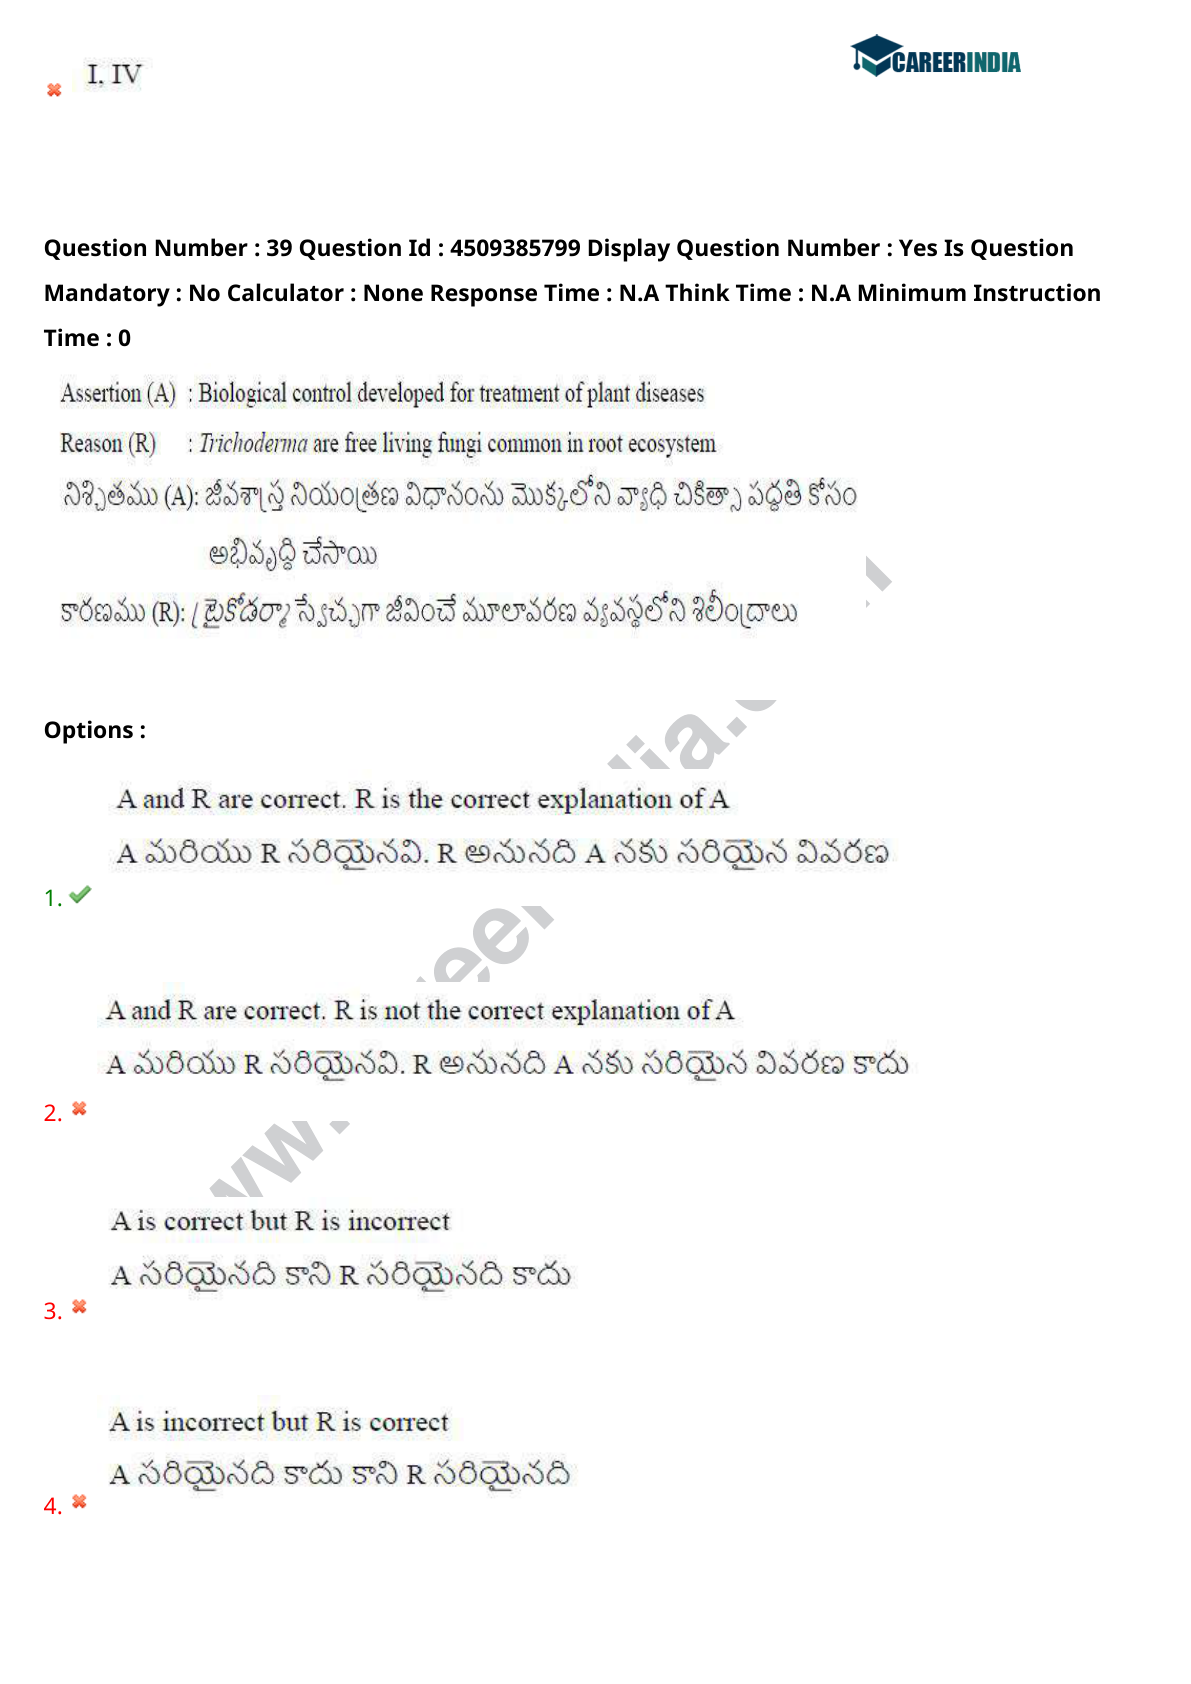 I, IV
CAREERINDIA
Question Number : 39 Question Id : 4509385799 Display Question Number : Yes Is Question
Mandatory : No Calculator : None Response Time : N.A Think Time : N.A Minimum Instruction
Time : 0
Assertion (A) : Biological control developed for treatment of plant diseases
Reason (R) : Trichoderma are free living fungi common in root ecosystem
నిశ్చితము (A): జీవశాస్త్ర నియంత్రణ విధానంను మొక్కలోని వ్యాధి చికిత్సా పద్ధతి కోసం
అభివృద్ధి చేసాయి
కారణము (R): ట్రైకోడర్మా స్వేచ్ఛగా జీవించే మూలావరణ వ్యవస్థలోని శిలీంద్రాలు
Options :
A and R are correct. R is the correct explanation of A
A మరియు R సరియైనవి. R అనునది A నకు సరియైన వివరణ
1.
A and R are correct. R is not the correct explanation of A
A మరియు R సరియైనవి. R అనునది A నకు సరియైన వివరణ కాదు
2.
A is correct but R is incorrect
A సరియైనది కాని R సరియైనది కాదు
3.
A is incorrect but R is correct
A సరియైనది కాదు కాని R సరియైనది
4.